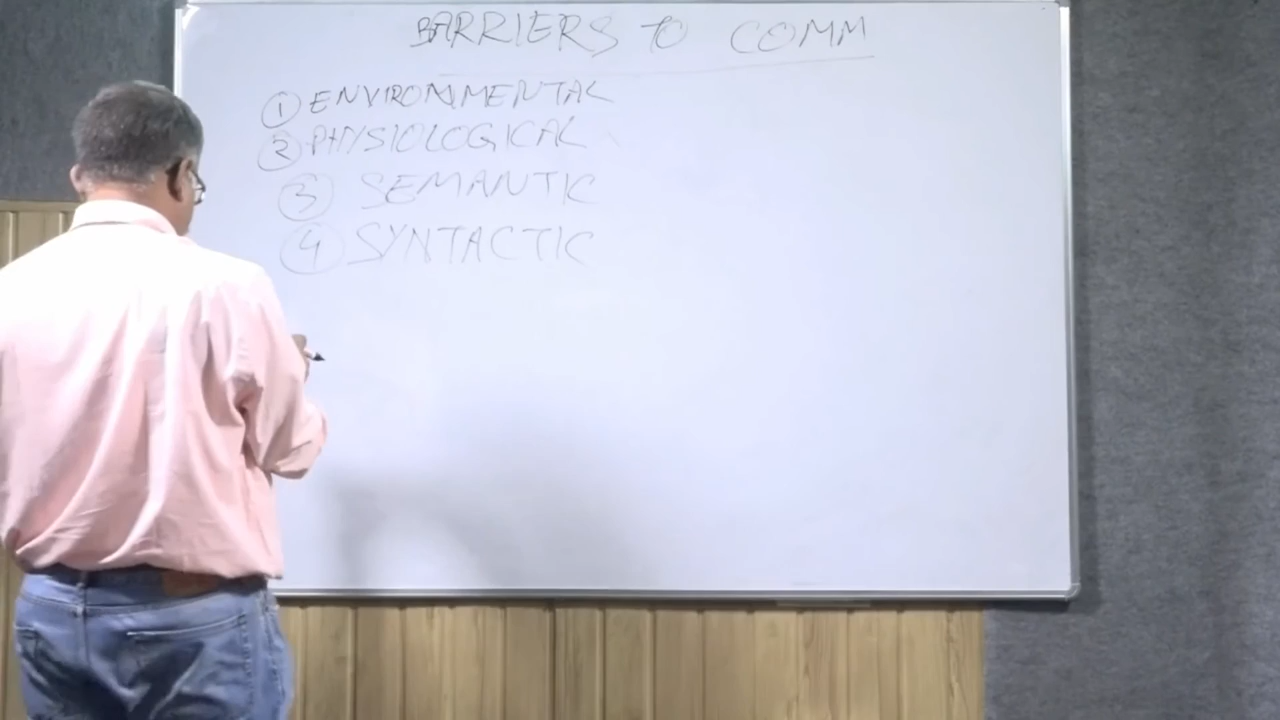 BARRIERS TO COMM
① ENVIRONMENTAL
② PHYSIOLOGICAL
③ SEMANTIC
④ SYNTACTIC